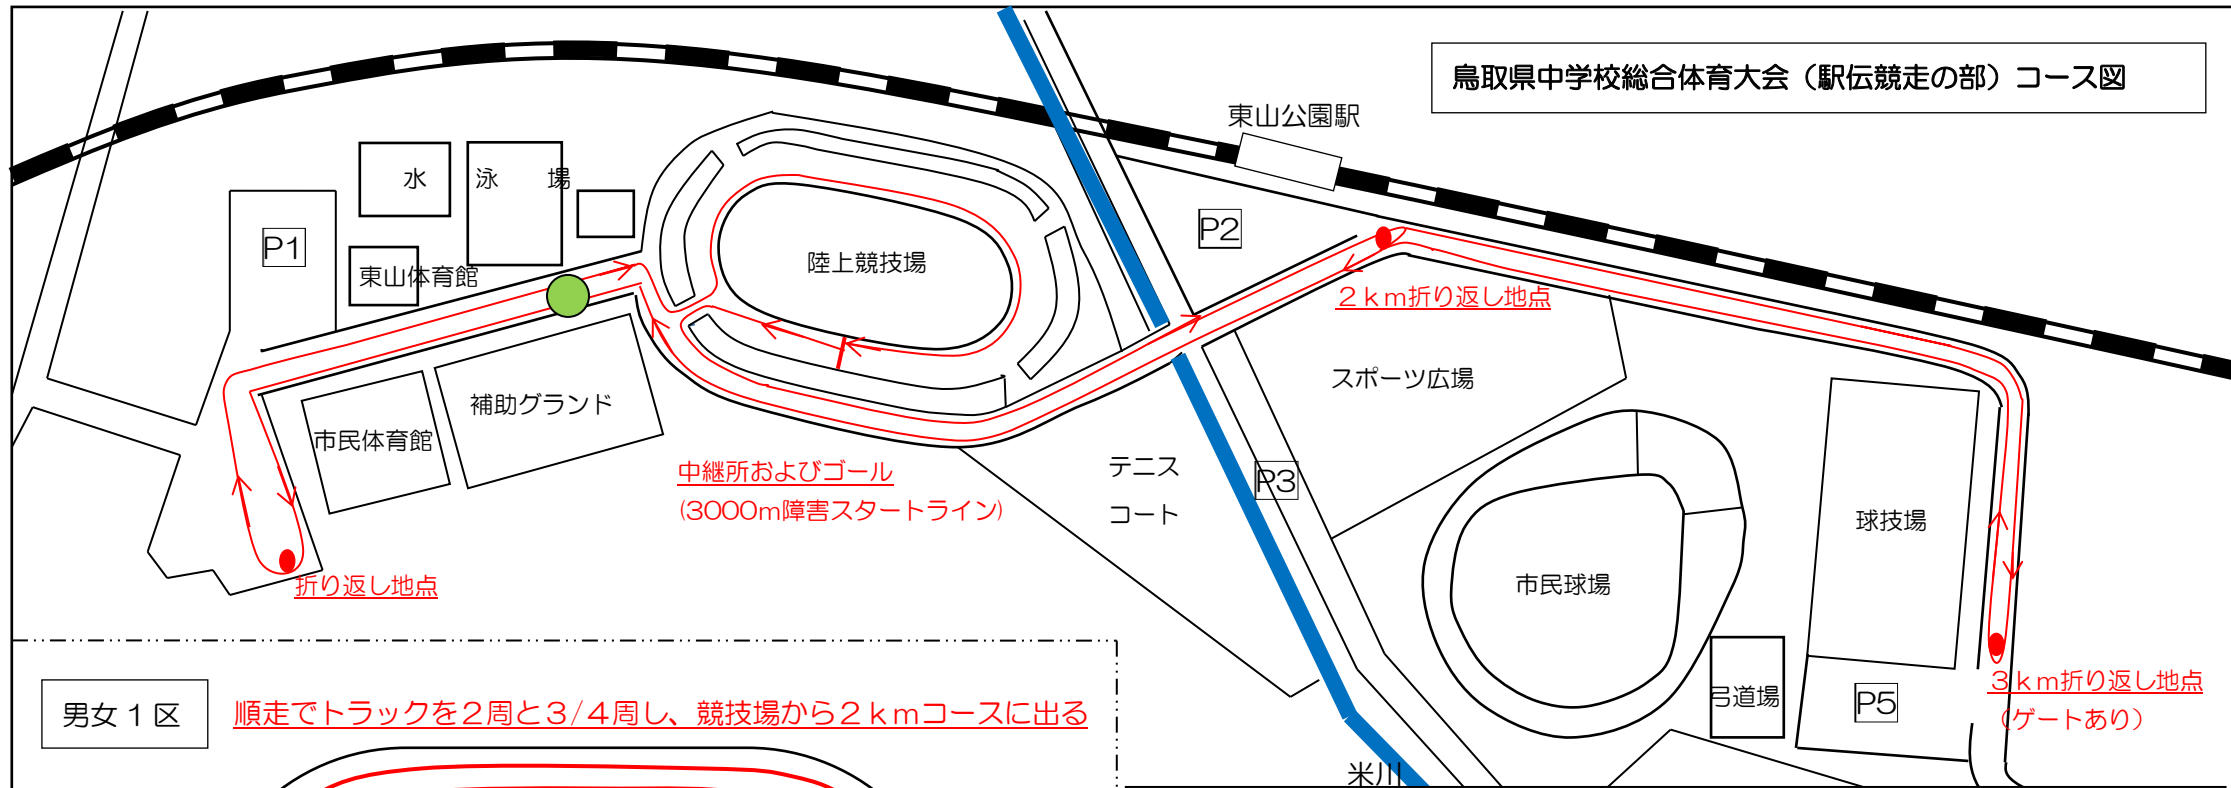 鳥取県中学校総合体育大会（駅伝競走の部）コース図
東山公園駅
水　泳　場
P1
P2
東山体育館
陸上競技場
2km折り返し地点
スポーツ広場
補助グランド
市民体育館
中継所およびゴール
(3000m障害スタートライン)
テニス
コート
P3
球技場
市民球場
折り返し地点
弓道場
P5
3km折り返し地点
（ゲートあり）
男女1区
順走でトラックを2周と3/4周し、競技場から2kmコースに出る
米川